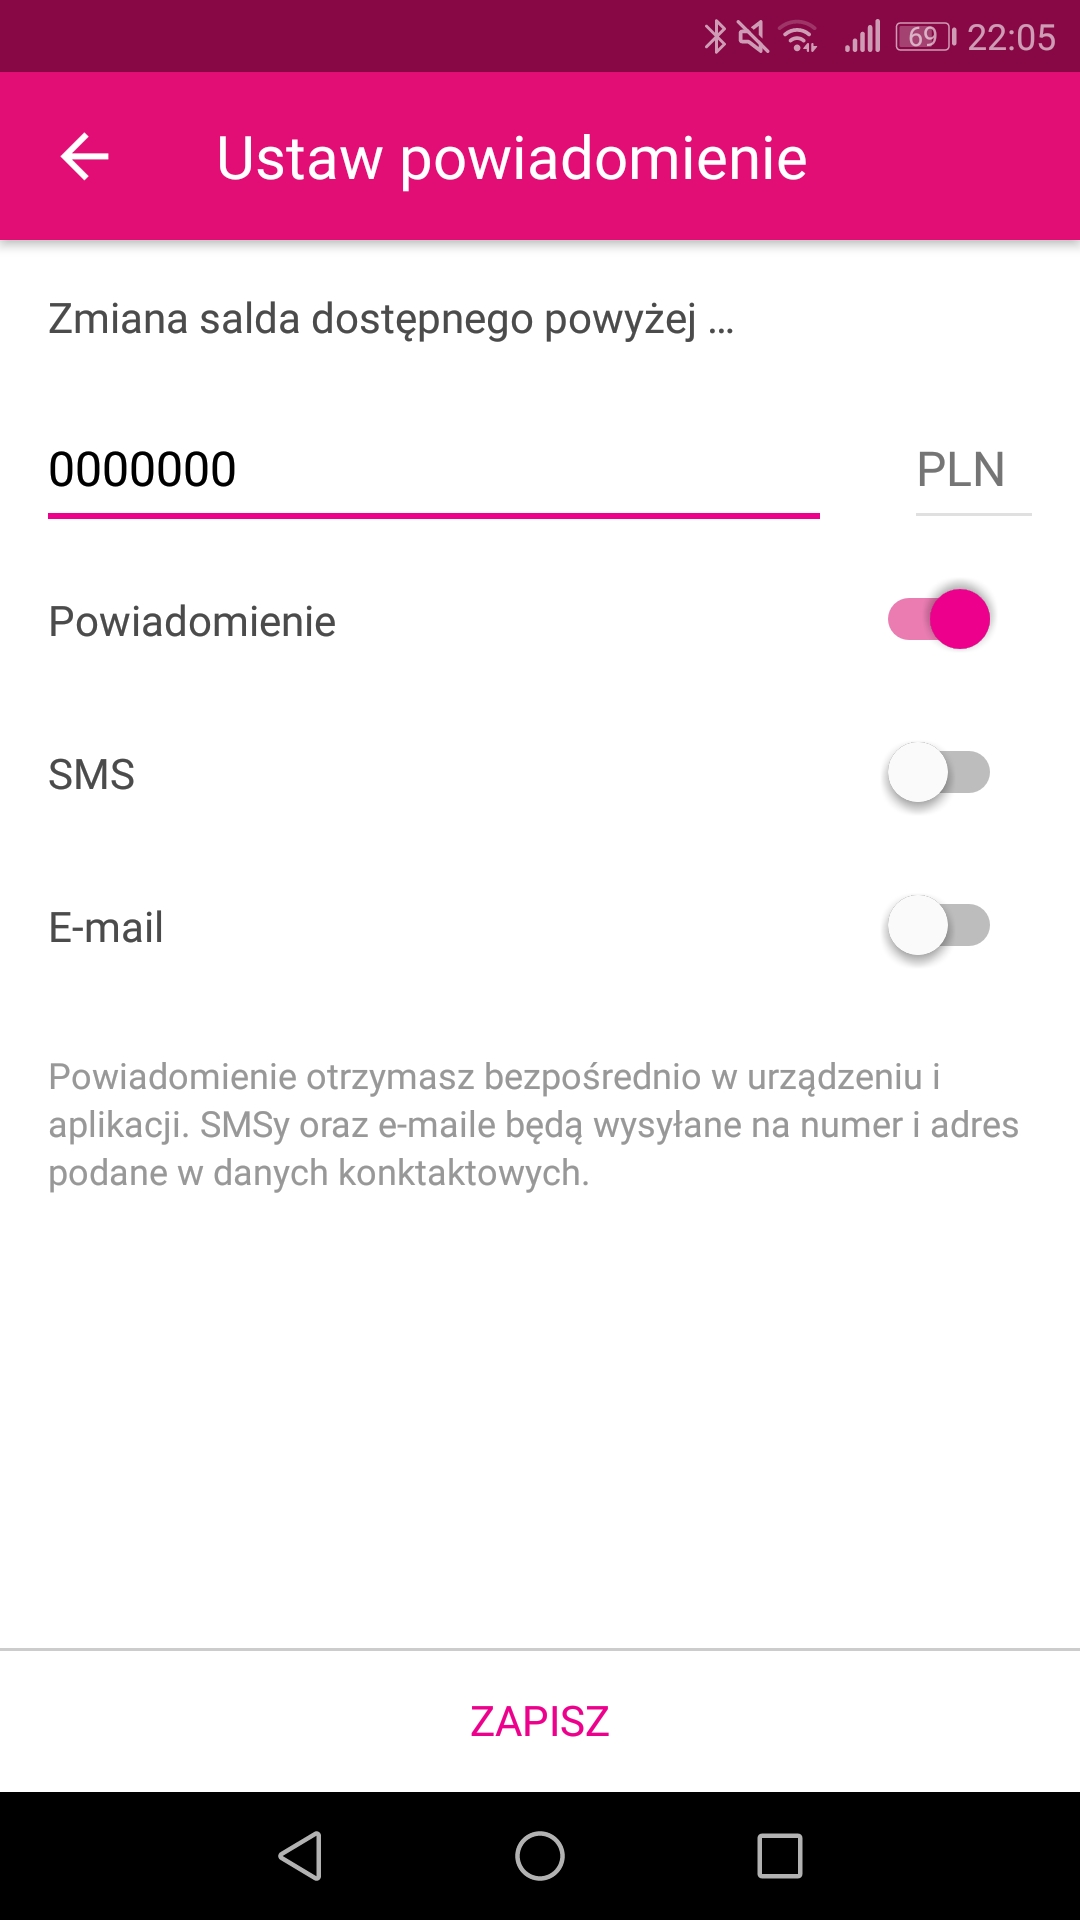 69 22:05
Ustaw powiadomienie
Zmiana salda dostępnego powyżej ...
0000000 PLN
Powiadomienie
SMS
E-mail
Powiadomienie otrzymasz bezpośrednio w urządzeniu i
aplikacji. SMSy oraz e-maile będą wysyłane na numer i adres
podane w danych konktaktowych.
ZAPISZ